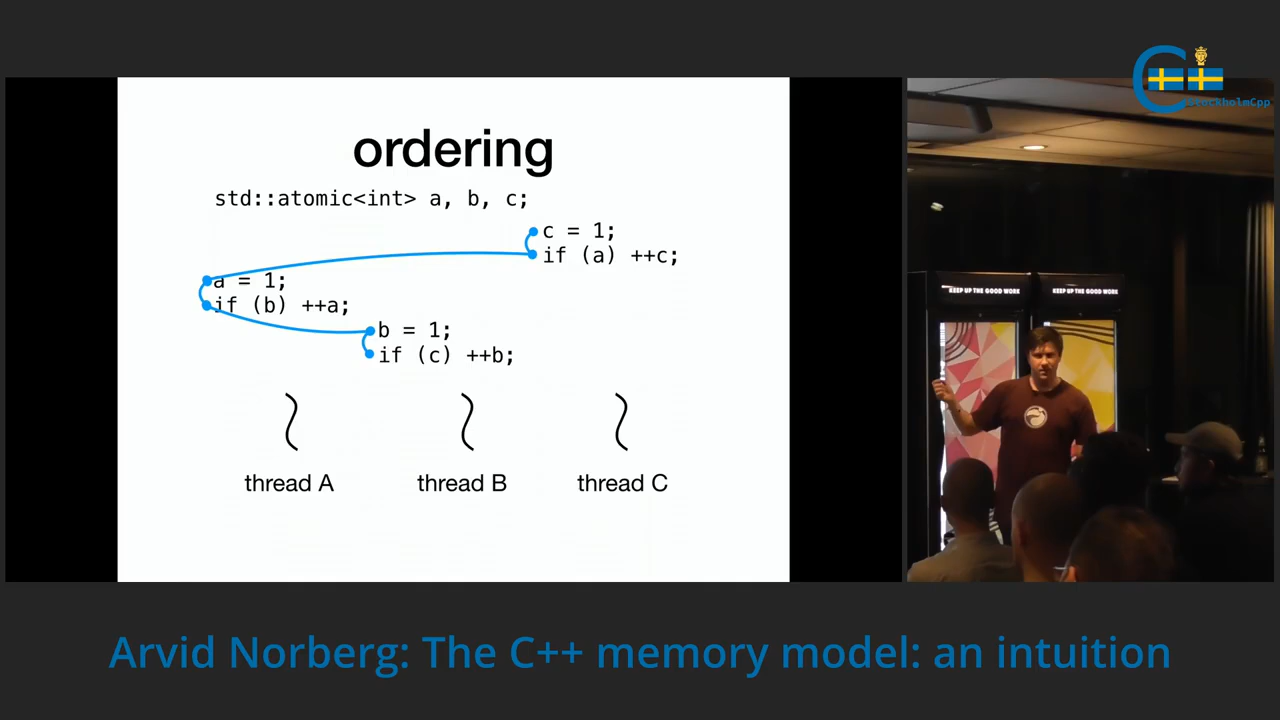 StockholmCpp
ordering
std::atomic<int> a, b, c;
c = 1;
if (a) ++c;
a = 1;
if (b) ++a;
b = 1;
if (c) ++b;
thread A
thread B
thread C
KEEP UP THE GOOD WORK
KEEP UP THE GOOD WORK
Arvid Norberg: The C++ memory model: an intuition